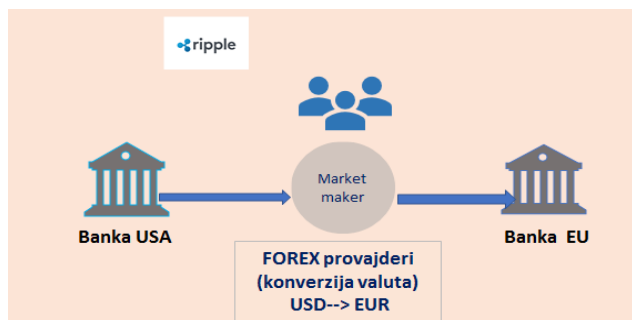 ripple
Market
maker
Banka USA
Banka EU
FOREX provajderi
(konverzija valuta)
USD--> EUR